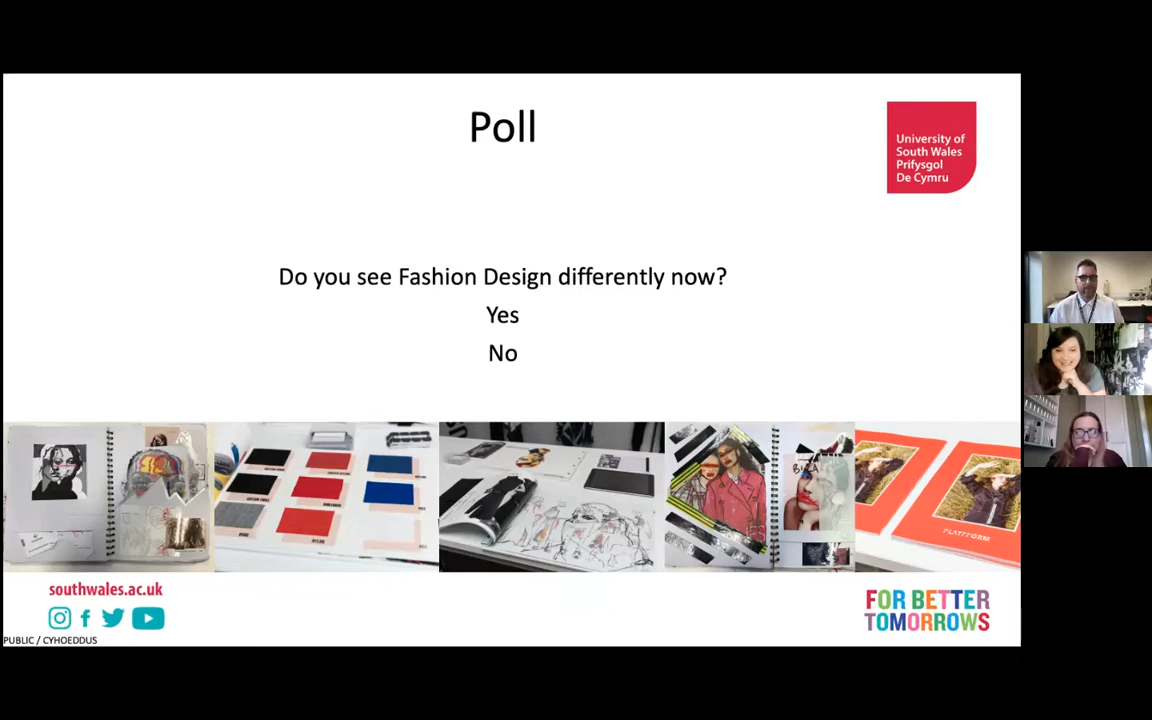 Poll
University of
South Wales
Prifysgol
De Cymru
Do you see Fashion Design differently now?
Yes
No
PLATFORM
southwales.ac.uk
FOR BETTER
TOMORROWS
PUBLIC / CYHOEDDUS